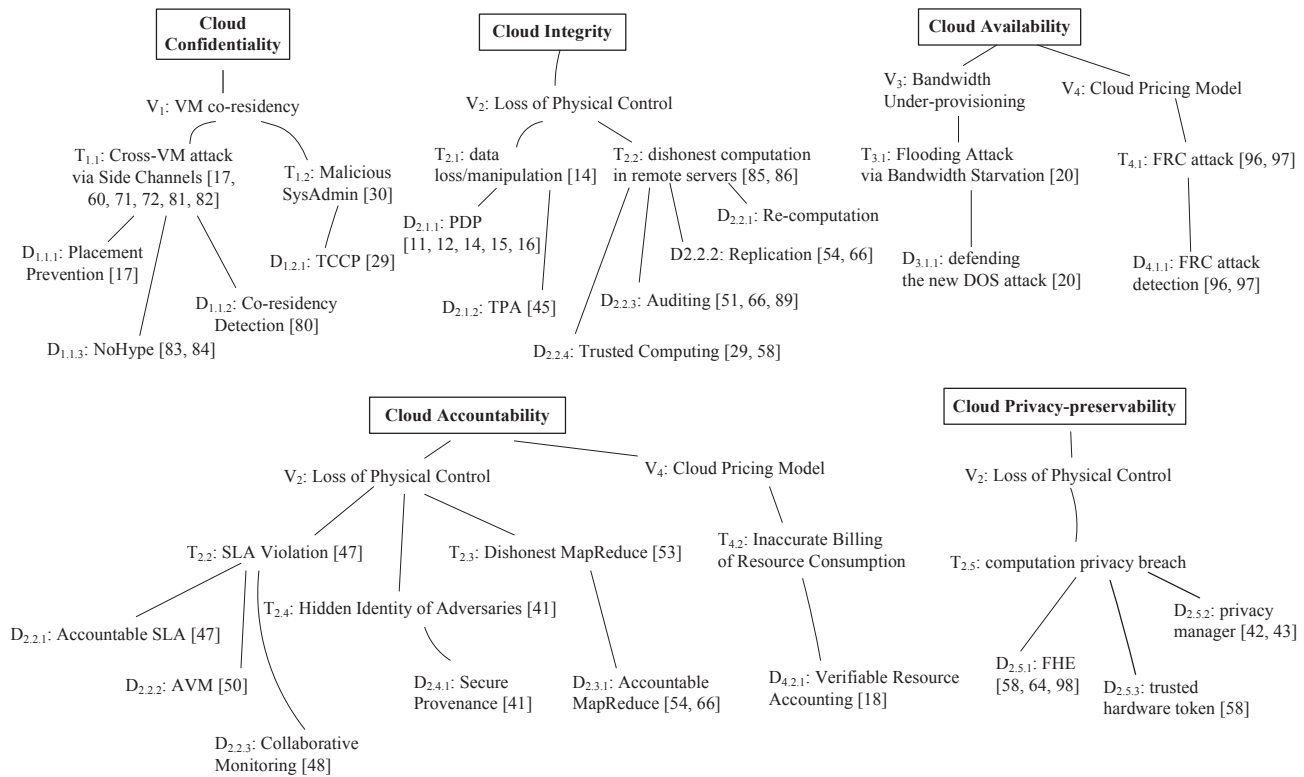 Cloud
Confidentiality
V1: VM co-residency
T1.1: Cross-VM attack
via Side Channels [17,
60, 71, 72, 81, 82]
T1.2: Malicious
SysAdmin [30]
D1.1.1: Placement
Prevention [17]
D1.2.1: TCCP [29]
D1.1.2: Co-residency
Detection [80]
D1.1.3: NoHype [83, 84]
Cloud Integrity
V2: Loss of Physical Control
T2.1: data
loss/manipulation [14]
T2.2: dishonest computation
in remote servers [85, 86]
D2.1.1: PDP
[11, 12, 14, 15, 16]
D2.2.1: Re-computation
D2.2.2: Replication [54, 66]
D2.1.2: TPA [45]
D2.2.3: Auditing [51, 66, 89]
D2.2.4: Trusted Computing [29, 58]
Cloud Availability
V3: Bandwidth
Under-provisioning
V4: Cloud Pricing Model
T3.1: Flooding Attack
via Bandwidth Starvation [20]
T4.1: FRC attack [96, 97]
D3.1.1: defending
the new DOS attack [20]
D4.1.1: FRC attack
detection [96, 97]
Cloud Accountability
V2: Loss of Physical Control
V4: Cloud Pricing Model
T2.2: SLA Violation [47]
T2.3: Dishonest MapReduce [53]
T4.2: Inaccurate Billing
of Resource Consumption
T2.4: Hidden Identity of Adversaries [41]
D2.2.1: Accountable SLA [47]
D2.2.2: AVM [50]
D2.4.1: Secure
Provenance [41]
D2.3.1: Accountable
MapReduce [54, 66]
D4.2.1: Verifiable Resource
Accounting [18]
D2.2.3: Collaborative
Monitoring [48]
Cloud Privacy-preservability
V2: Loss of Physical Control
T2.5: computation privacy breach
D2.5.2: privacy
manager [42, 43]
D2.5.1: FHE
[58, 64, 98]
D2.5.3: trusted
hardware token [58]